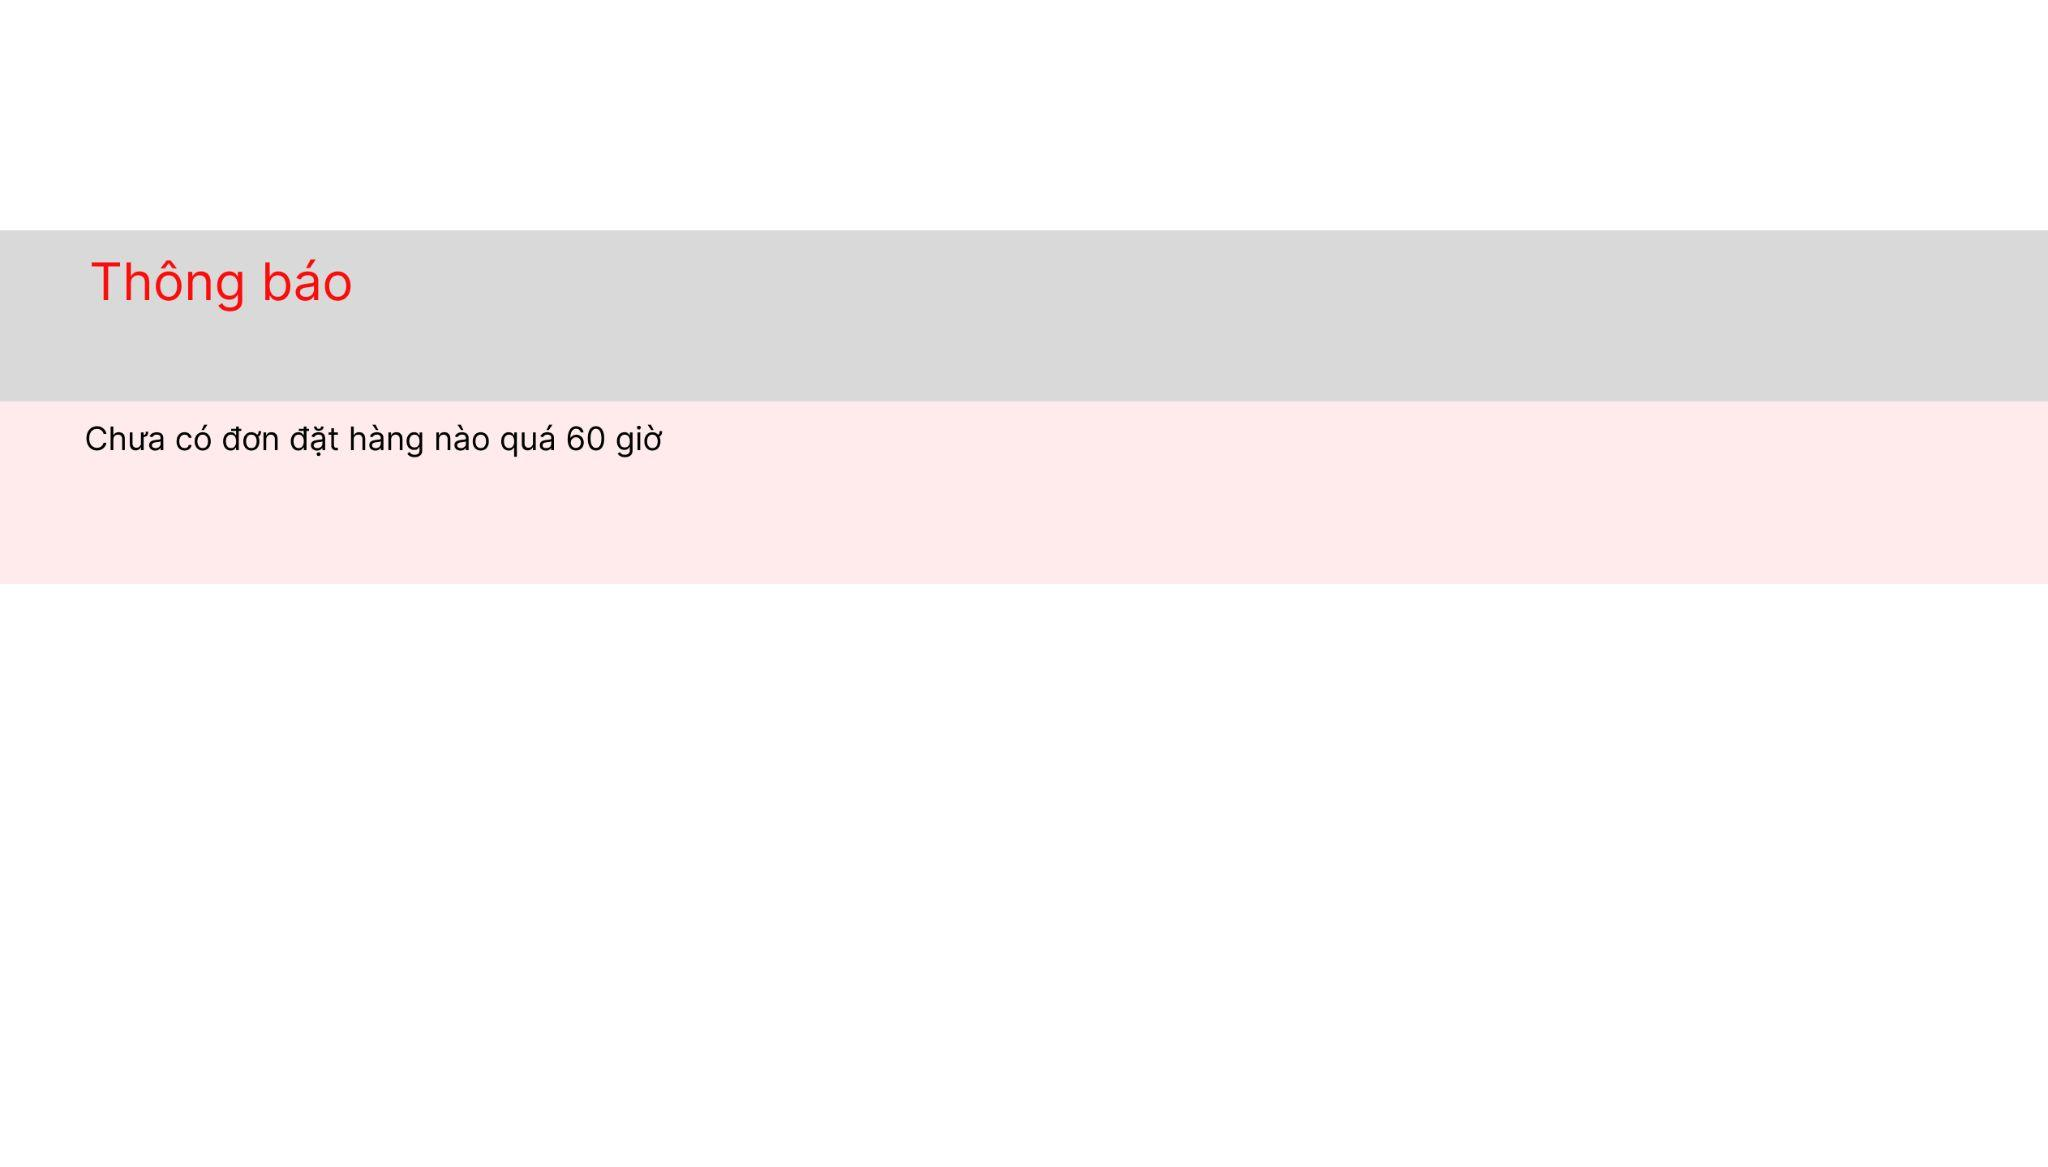 Thông báo
Chưa có đơn đặt hàng nào quá 60 giờ